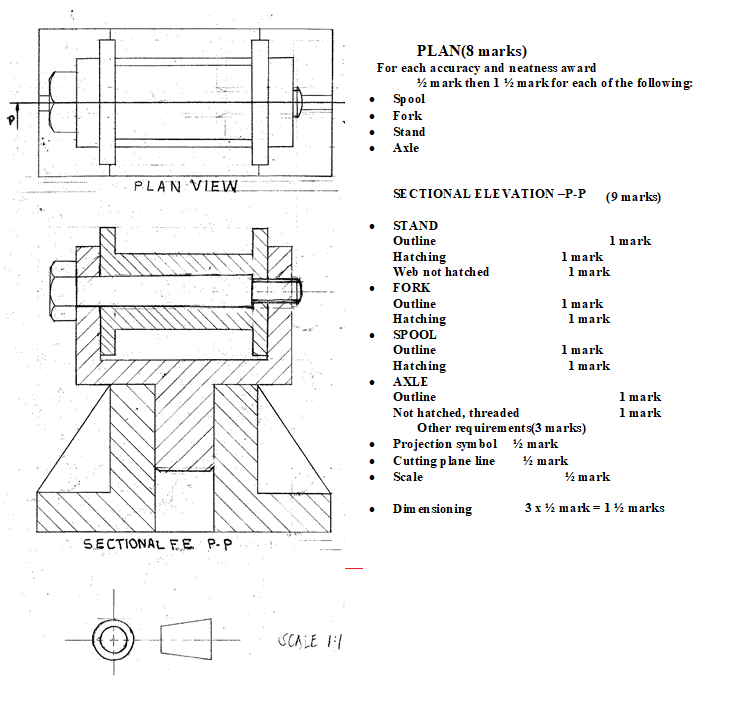 P
PLAN VIEW
SECTIONAL F.E. P-P
SCALE 1:1
PLAN(8 marks)
For each accuracy and neatness award
½ mark then 1 ½ mark for each of the following:
• Spool
• Fork
• Stand
• Axle
SECTIONAL ELEVATION –P-P (9 marks)
• STAND
Outline 1 mark
Hatching 1 mark
Web not hatched 1 mark
• FORK
Outline 1 mark
Hatching 1 mark
• SPOOL
Outline 1 mark
Hatching 1 mark
• AXLE
Outline 1 mark
Not hatched, threaded 1 mark
Other requirements(3 marks)
• Projection symbol ½ mark
• Cutting plane line ½ mark
• Scale ½ mark
• Dimensioning 3 x ½ mark = 1 ½ marks